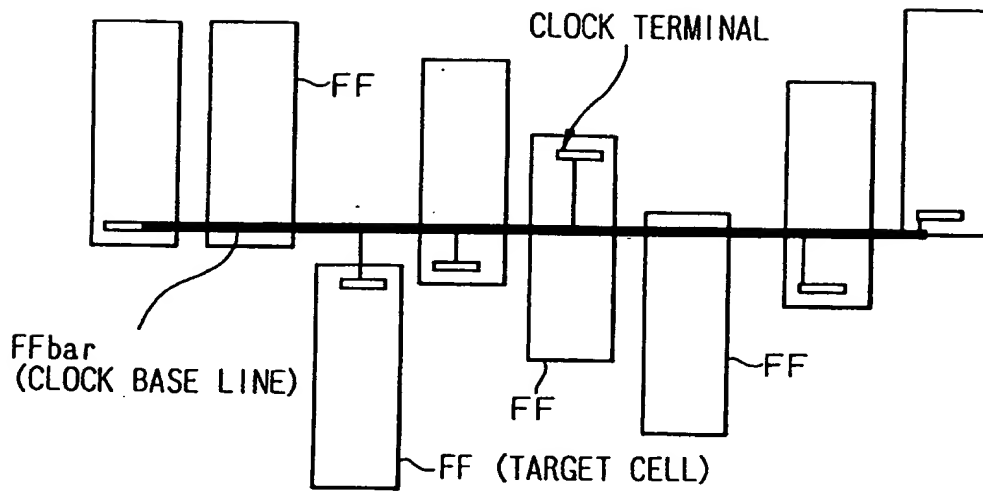 CLOCK TERMINAL
FF
FFbar
(CLOCK BASE LINE)
FF
FF
FF (TARGET CELL)